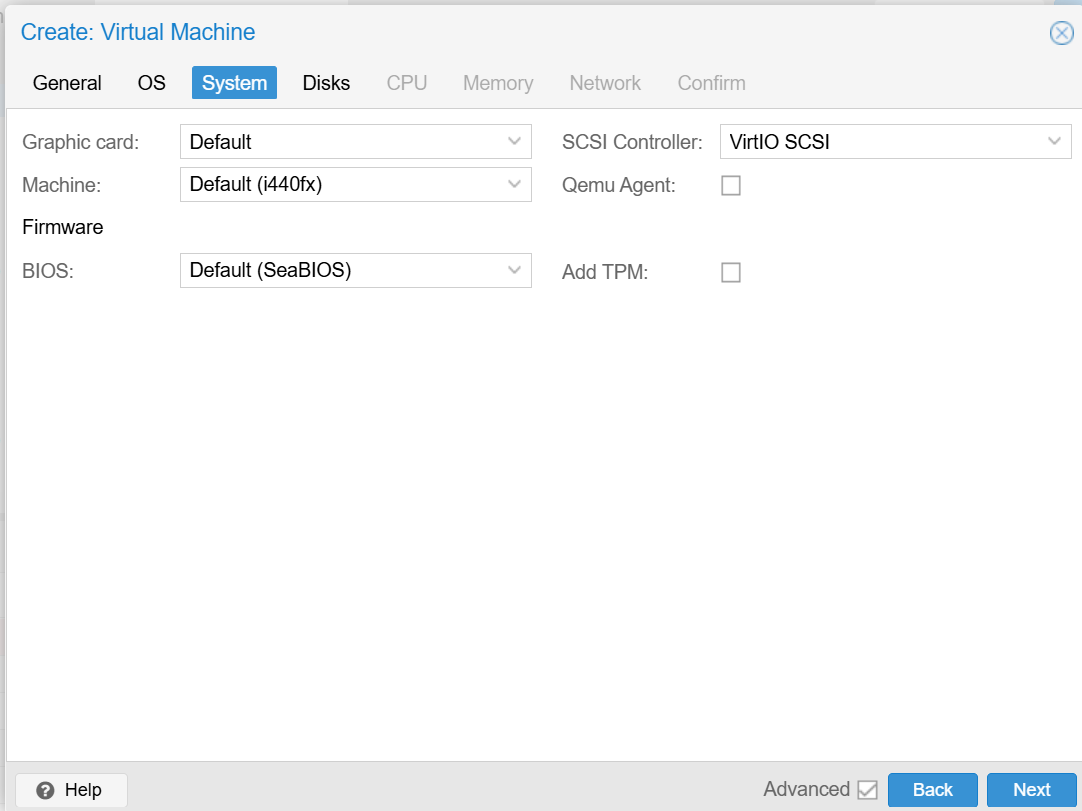 Create: Virtual Machine
General OS System Disks CPU Memory Network Confirm
Graphic card: Default SCSI Controller: VirtIO SCSI
Machine: Default (i440fx) Qemu Agent:
Firmware
BIOS: Default (SeaBIOS) Add TPM:
Help Advanced Back Next